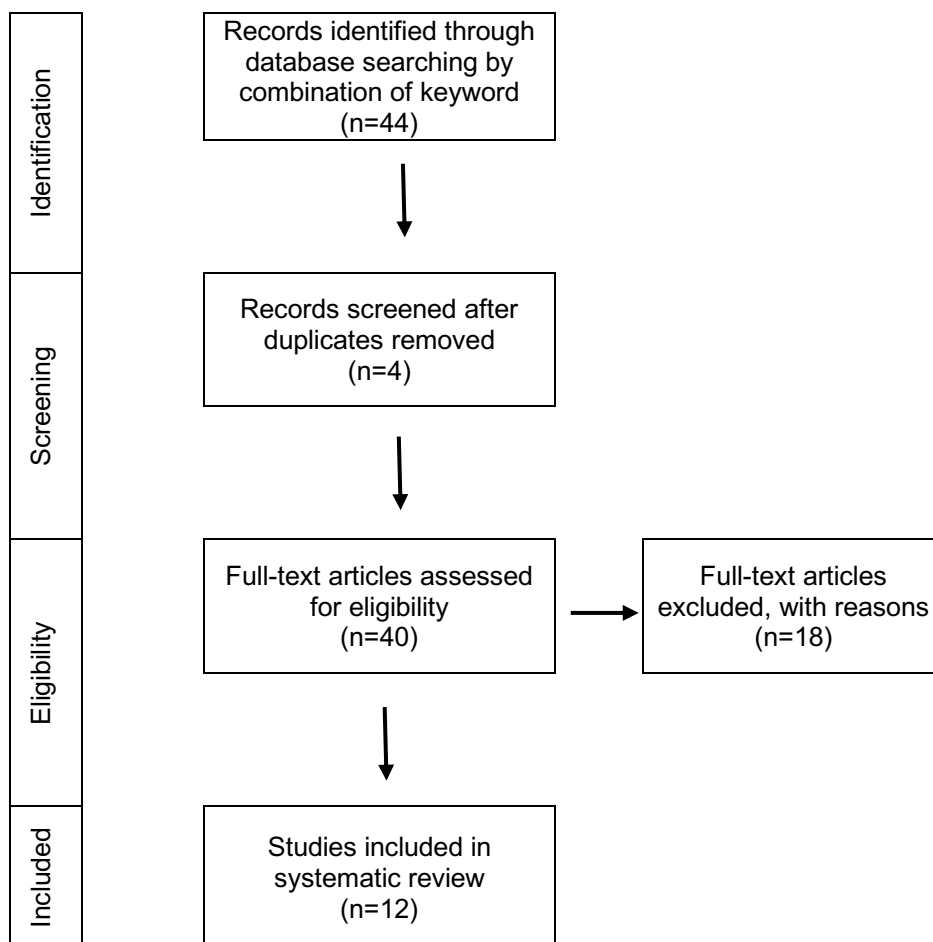 Identification
Records identified through
database searching by
combination of keyword
(n=44)
Screening
Records screened after
duplicates removed
(n=4)
Eligibility
Full-text articles assessed
for eligibility
(n=40)
Full-text articles
excluded, with reasons
(n=18)
Included
Studies included in
systematic review
(n=12)